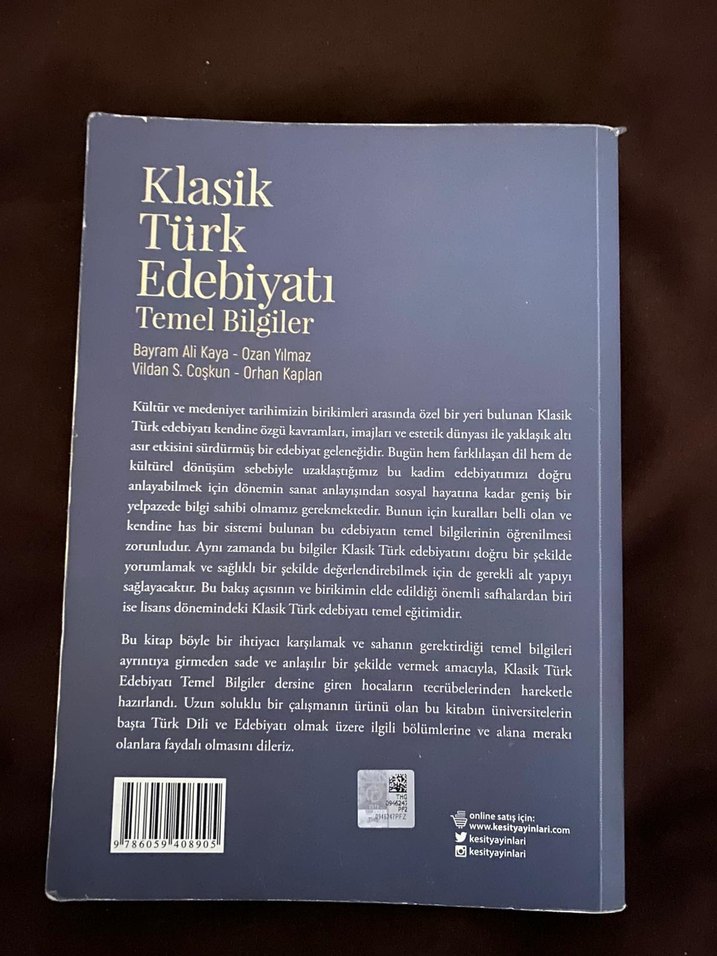 Klasik
Türk
Edebiyatı
Temel Bilgiler
Bayram Ali Kaya - Ozan Yılmaz
Vildan S. Coşkun - Orhan Kaplan
Kültür ve medeniyet tarihimizin birikimleri arasında özel bir yeri bulunan Klasik
Türk edebiyatı kendine özgü kavramları, imajları ve estetik dünyası ile yaklaşık altı
asır etkisini sürdürmüş bir edebiyat geleneğidir. Bugün hem farklılaşan dil hem de
kültürel dönüşüm sebebiyle uzaklaştığımız bu kadim edebiyatımızı doğru
anlayabilmek için dönemin sanat anlayışından sosyal hayatına kadar geniş bir
yelpazede bilgi sahibi olmamız gerekmektedir. Bunun için kuralları belli olan ve
kendine has bir sistemi bulunan bu edebiyatın temel bilgilerinin öğrenilmesi
zorunludur. Aynı zamanda bu bilgiler Klasik Türk edebiyatını doğru bir şekilde
yorumlamak ve sağlıklı bir şekilde değerlendirebilmek için de gerekli alt yapıyı
sağlayacaktır. Bu bakış açısının ve birikimin elde edildiği önemli safhalardan biri
ise lisans dönemindeki Klasik Türk edebiyatı temel eğitimidir.
Bu kitap böyle bir ihtiyacı karşılamak ve sahanın gerektirdiği temel bilgileri
ayrıntıya girmeden sade ve anlaşılır bir şekilde vermek amacıyla, Klasik Türk
Edebiyatı Temel Bilgiler dersine giren hocaların tecrübelerinden hareketle
hazırlandı. Uzun soluklu bir çalışmanın ürünü olan bu kitabın üniversitelerin
başta Türk Dili ve Edebiyatı olmak üzere ilgili bölümlerine ve alana merakı
olanlara faydalı olmasını dileriz.
9 786059 408905
THG
0946247
PFZ
0946247PFZ
online satış için:
www.kesityayinlari.com
kesityayinlari
kesityayinlari